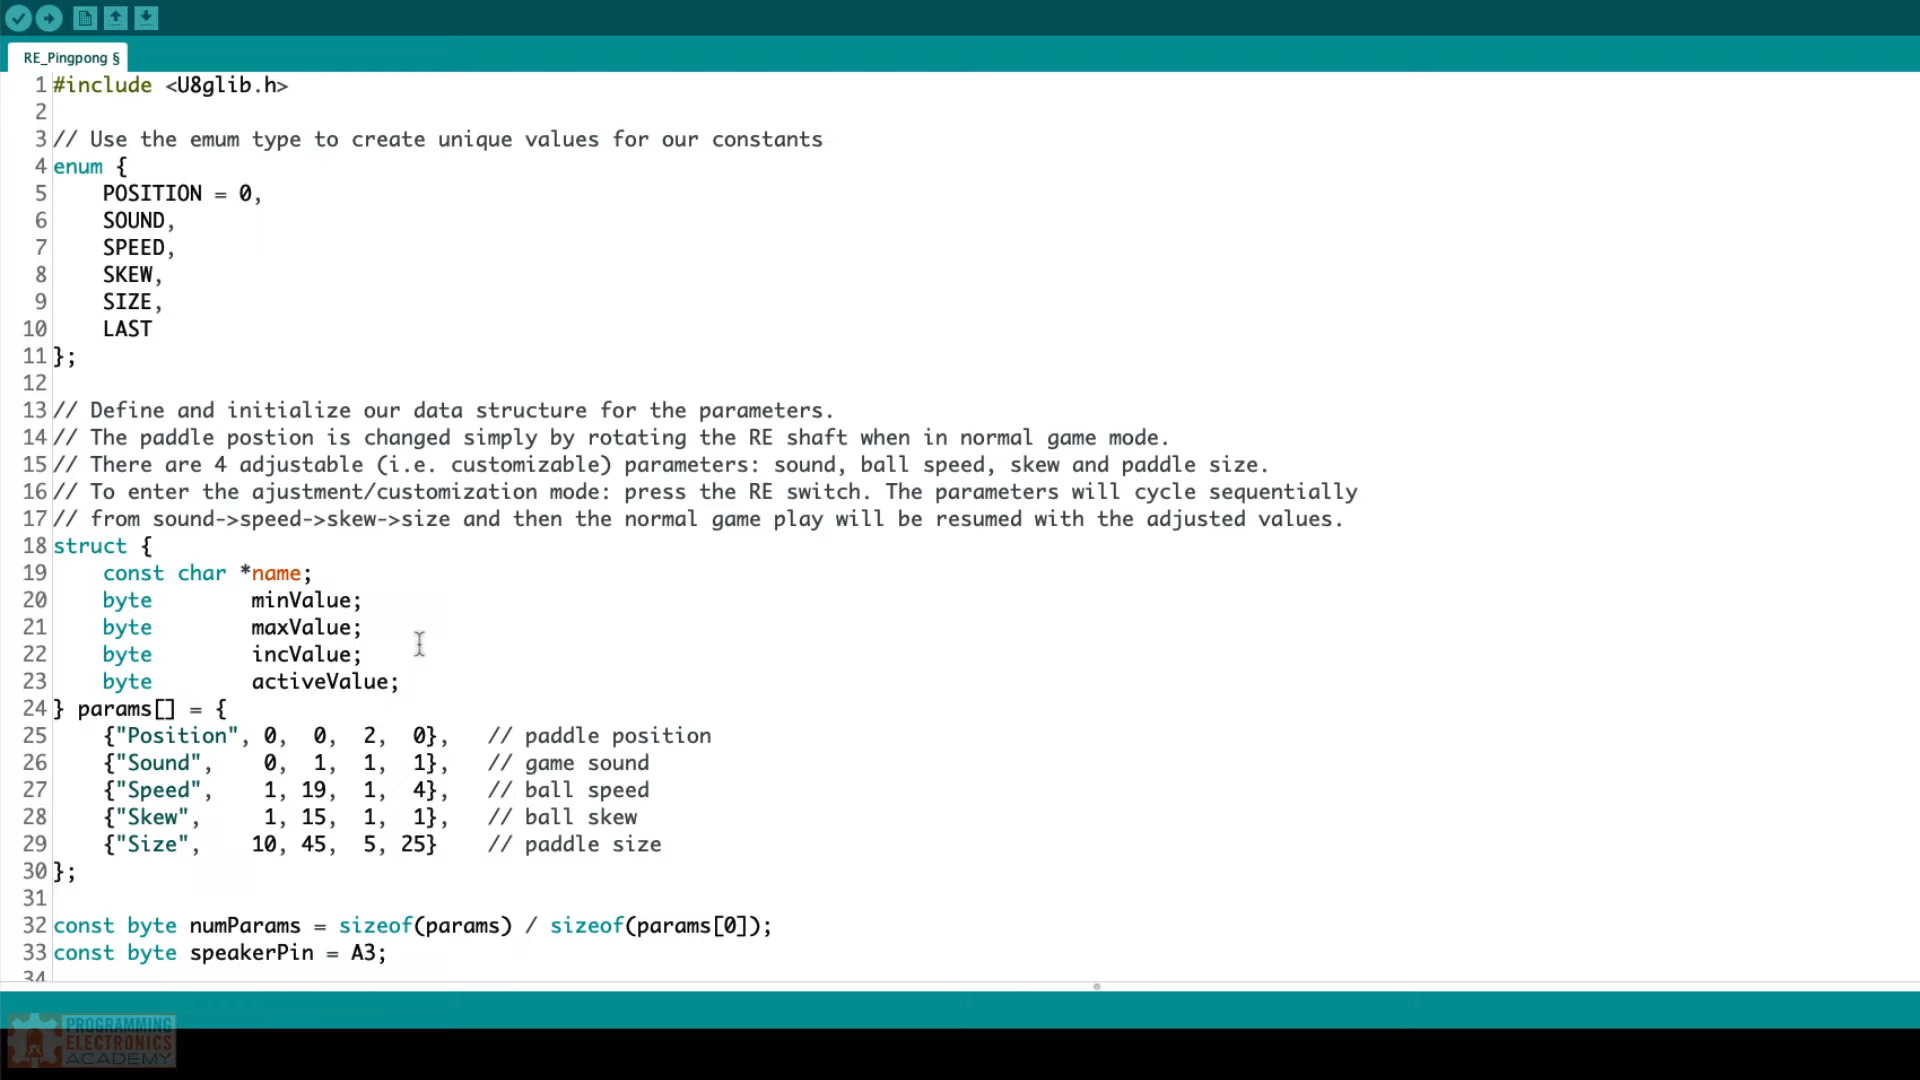 RE_Pingpong §
1 #include <U8glib.h>
2
3 // Use the emum type to create unique values for our constants
4 enum {
5     POSITION = 0,
6     SOUND,
7     SPEED,
8     SKEW,
9     SIZE,
10     LAST
11 };
12
13 // Define and initialize our data structure for the parameters.
14 // The paddle postion is changed simply by rotating the RE shaft when in normal game mode.
15 // There are 4 adjustable (i.e. customizable) parameters: sound, ball speed, skew and paddle size.
16 // To enter the ajustment/customization mode: press the RE switch. The parameters will cycle sequentially
17 // from sound->speed->skew->size and then the normal game play will be resumed with the adjusted values.
18 struct {
19     const char *name;
20     byte        minValue;
21     byte        maxValue;
22     byte        incValue;
23     byte        activeValue;
24 } params[] = {
25     {"Position", 0,  0,  2,  0},   // paddle position
26     {"Sound",    0,  1,  1,  1},   // game sound
27     {"Speed",    1, 19,  1,  4},   // ball speed
28     {"Skew",     1, 15,  1,  1},   // ball skew
29     {"Size",    10, 45,  5, 25}    // paddle size
30 };
31
32 const byte numParams = sizeof(params) / sizeof(params[0]);
33 const byte speakerPin = A3;
34
PROGRAMMING
ELECTRONICS
ACADEMY